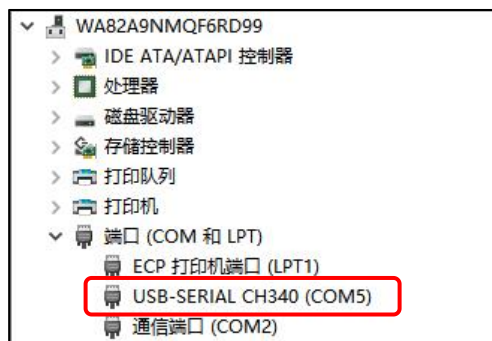 WA82A9NMQF6RD99
IDE ATA/ATAPI 控制器
处理器
磁盘驱动器
存储控制器
打印队列
打印机
端口 (COM 和 LPT)
ECP 打印机端口 (LPT1)
USB-SERIAL CH340 (COM5)
通信端口 (COM2)